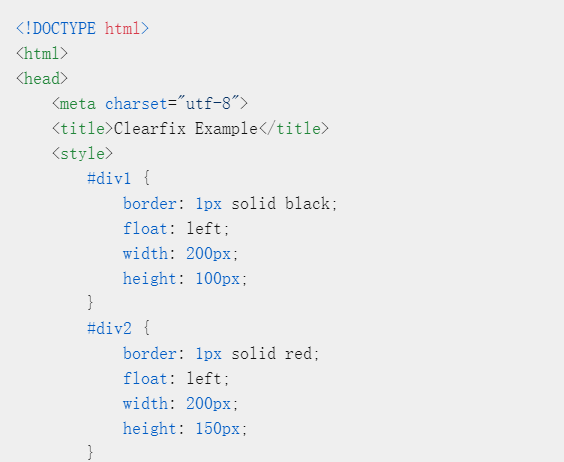 <!DOCTYPE html>
<html>
<head>
    <meta charset="utf-8">
    <title>Clearfix Example</title>
    <style>
        #div1 {
            border: 1px solid black;
            float: left;
            width: 200px;
            height: 100px;
        }
        #div2 {
            border: 1px solid red;
            float: left;
            width: 200px;
            height: 150px;
        }